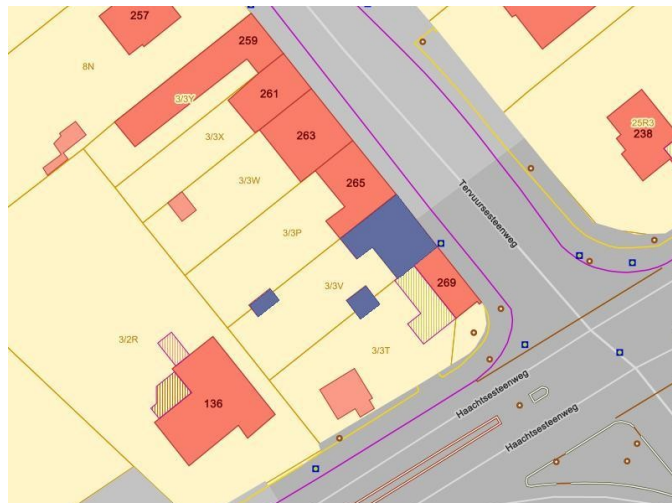 257
259
8N
3/3Y
261
3/3X
263
3/3W
25R3
238
265
3/3P
Tervuursesteenweg
3/3V
269
3/2R
3/3T
136
Haachtsesteenweg
Haachtsesteenweg